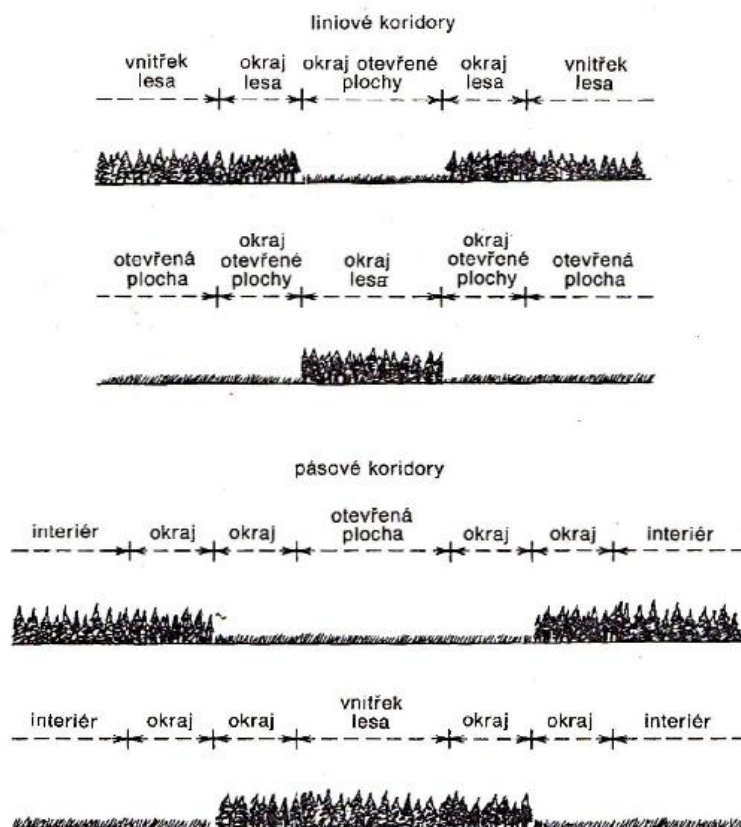 liniové koridory
vnitřek okraj okraj otevřené okraj vnitřek
lesa lesa plochy lesa lesa
okraj okraj
otevřená otevřené okraj otevřené otevřená
plocha plochy lesa plochy plocha
pásové koridory
otevřená
interiér okraj okraj plocha okraj okraj interiér
vnitřek
interiér okraj okraj lesa okraj okraj interiér